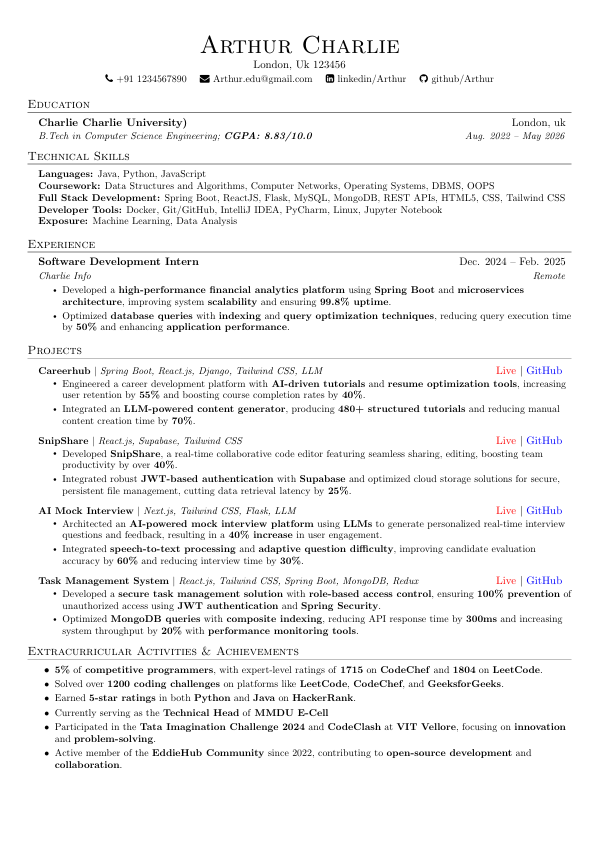 Arthur Charlie
London, Uk 123456
+91 1234567890 Arthur.edu@gmail.com linkedin/Arthur github/Arthur
Education
Charlie Charlie University) London, uk
B.Tech in Computer Science Engineering; CGPA: 8.83/10.0 Aug. 2022 – May 2026
Technical Skills
Languages: Java, Python, JavaScript
Coursework: Data Structures and Algorithms, Computer Networks, Operating Systems, DBMS, OOPS
Full Stack Development: Spring Boot, ReactJS, Flask, MySQL, MongoDB, REST APIs, HTML5, CSS, Tailwind CSS
Developer Tools: Docker, Git/GitHub, IntelliJ IDEA, PyCharm, Linux, Jupyter Notebook
Exposure: Machine Learning, Data Analysis
Experience
Software Development Intern Dec. 2024 – Feb. 2025
Charlie Info Remote
• Developed a high-performance financial analytics platform using Spring Boot and microservices
architecture, improving system scalability and ensuring 99.8% uptime.
• Optimized database queries with indexing and query optimization techniques, reducing query execution time
by 50% and enhancing application performance.
Projects
Careerhub | Spring Boot, React.js, Django, Tailwind CSS, LLM Live | GitHub
• Engineered a career development platform with AI-driven tutorials and resume optimization tools, increasing
user retention by 55% and boosting course completion rates by 40%.
• Integrated an LLM-powered content generator, producing 480+ structured tutorials and reducing manual
content creation time by 70%.
SnipShare | React.js, Supabase, Tailwind CSS Live | GitHub
• Developed SnipShare, a real-time collaborative code editor featuring seamless sharing, editing, boosting team
productivity by over 40%.
• Integrated robust JWT-based authentication with Supabase and optimized cloud storage solutions for secure,
persistent file management, cutting data retrieval latency by 25%.
AI Mock Interview | Next.js, Tailwind CSS, Flask, LLM Live | GitHub
• Architected an AI-powered mock interview platform using LLMs to generate personalized real-time interview
questions and feedback, resulting in a 40% increase in user engagement.
• Integrated speech-to-text processing and adaptive question difficulty, improving candidate evaluation
accuracy by 60% and reducing interview time by 30%.
Task Management System | React.js, Tailwind CSS, Spring Boot, MongoDB, Redux Live | GitHub
• Developed a secure task management solution with role-based access control, ensuring 100% prevention of
unauthorized access using JWT authentication and Spring Security.
• Optimized MongoDB queries with composite indexing, reducing API response time by 300ms and increasing
system throughput by 20% with performance monitoring tools.
Extracurricular Activities & Achievements
• 5% of competitive programmers, with expert-level ratings of 1715 on CodeChef and 1804 on LeetCode.
• Solved over 1200 coding challenges on platforms like LeetCode, CodeChef, and GeeksforGeeks.
• Earned 5-star ratings in both Python and Java on HackerRank.
• Currently serving as the Technical Head of MMDU E-Cell
• Participated in the Tata Imagination Challenge 2024 and CodeClash at VIT Vellore, focusing on innovation
and problem-solving.
• Active member of the EddieHub Community since 2022, contributing to open-source development and
collaboration.